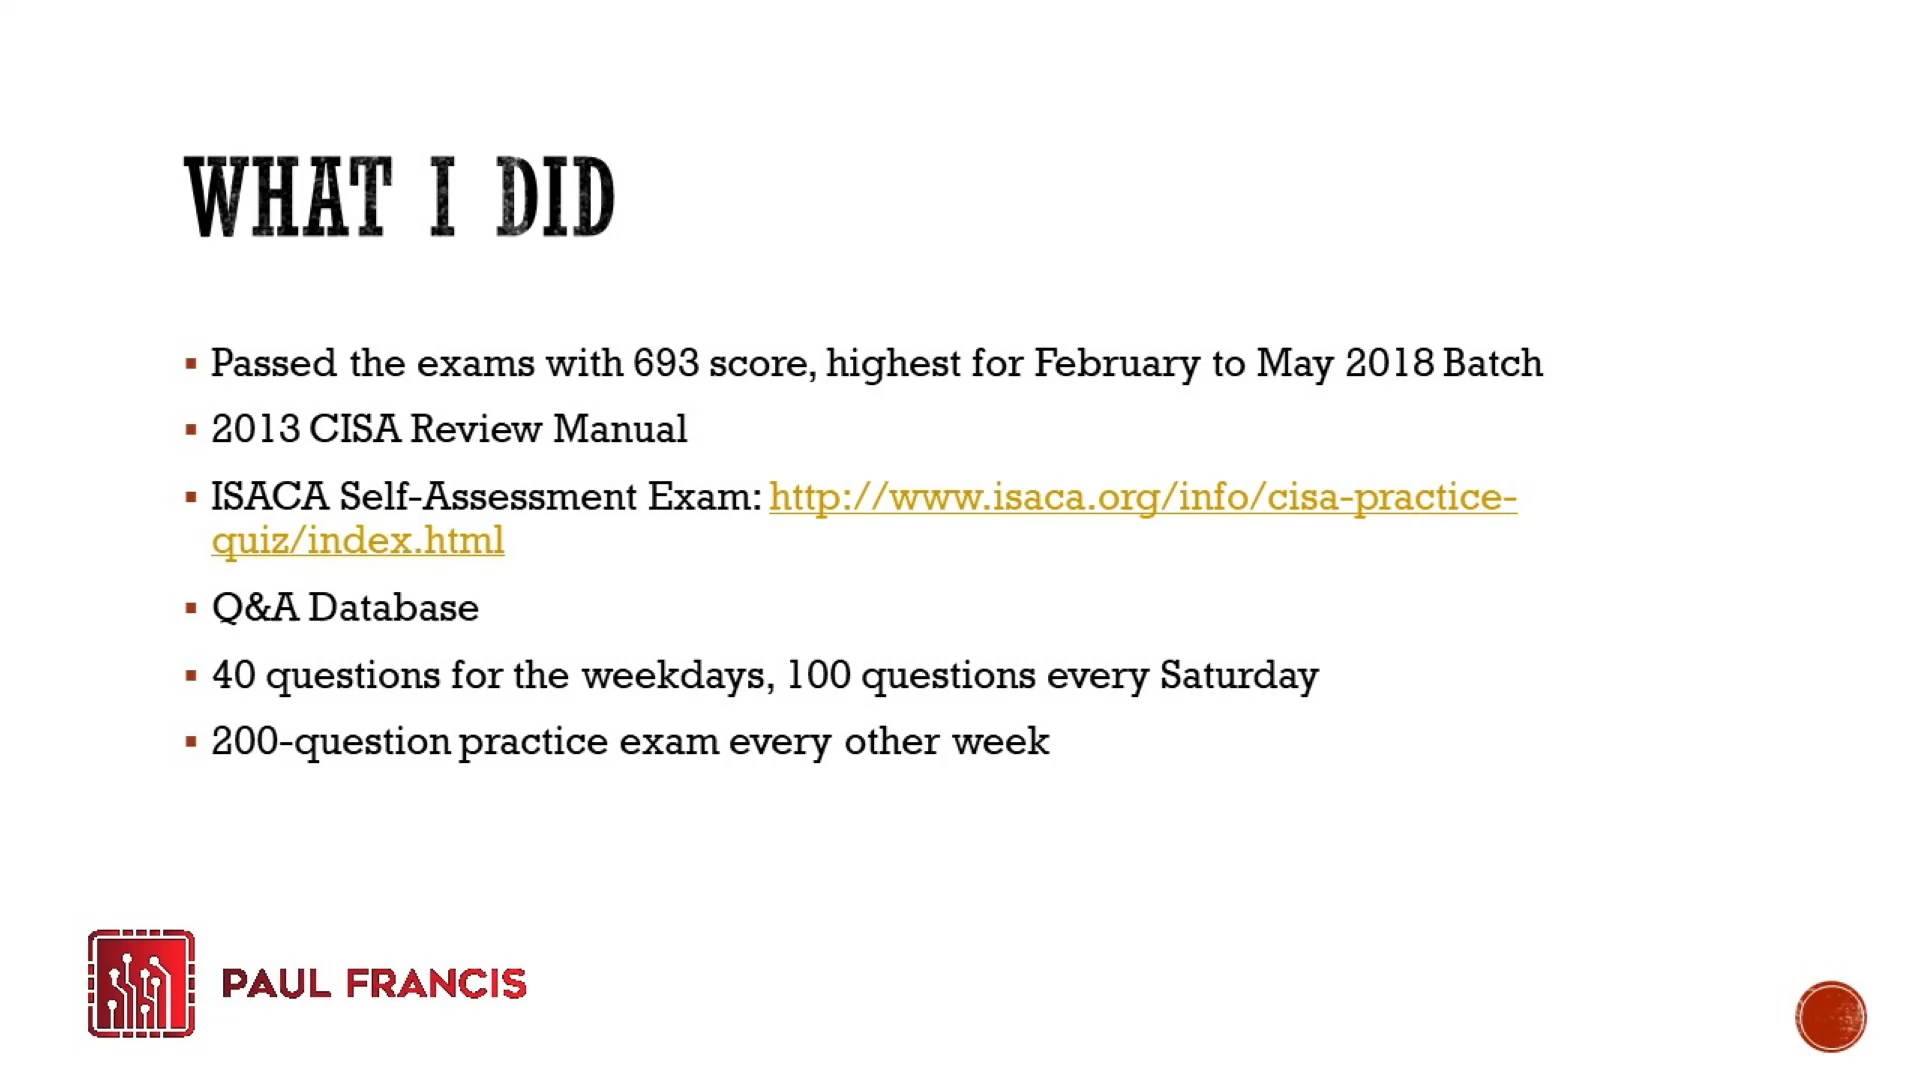 WHAT I DID
▪ Passed the exams with 693 score, highest for February to May 2018 Batch
▪ 2013 CISA Review Manual
▪ ISACA Self-Assessment Exam: http://www.isaca.org/info/cisa-practice-
quiz/index.html
▪ Q&A Database
▪ 40 questions for the weekdays, 100 questions every Saturday
▪ 200-question practice exam every other week
PAUL FRANCIS